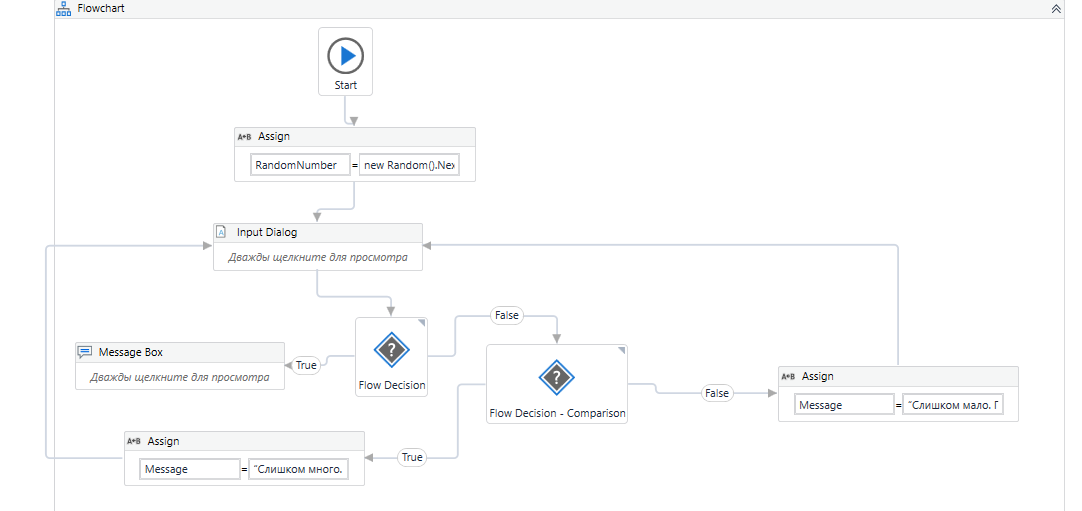 Flowchart
Start
A+B Assign
RandomNumber = new Random().Nex
Input Dialog
Дважды щелкните для просмотра
False
Flow Decision
True
Message Box
Дважды щелкните для просмотра
Flow Decision - Comparison
False
A+B Assign
Message = "Слишком мало. П
True
A+B Assign
Message = "Слишком много.